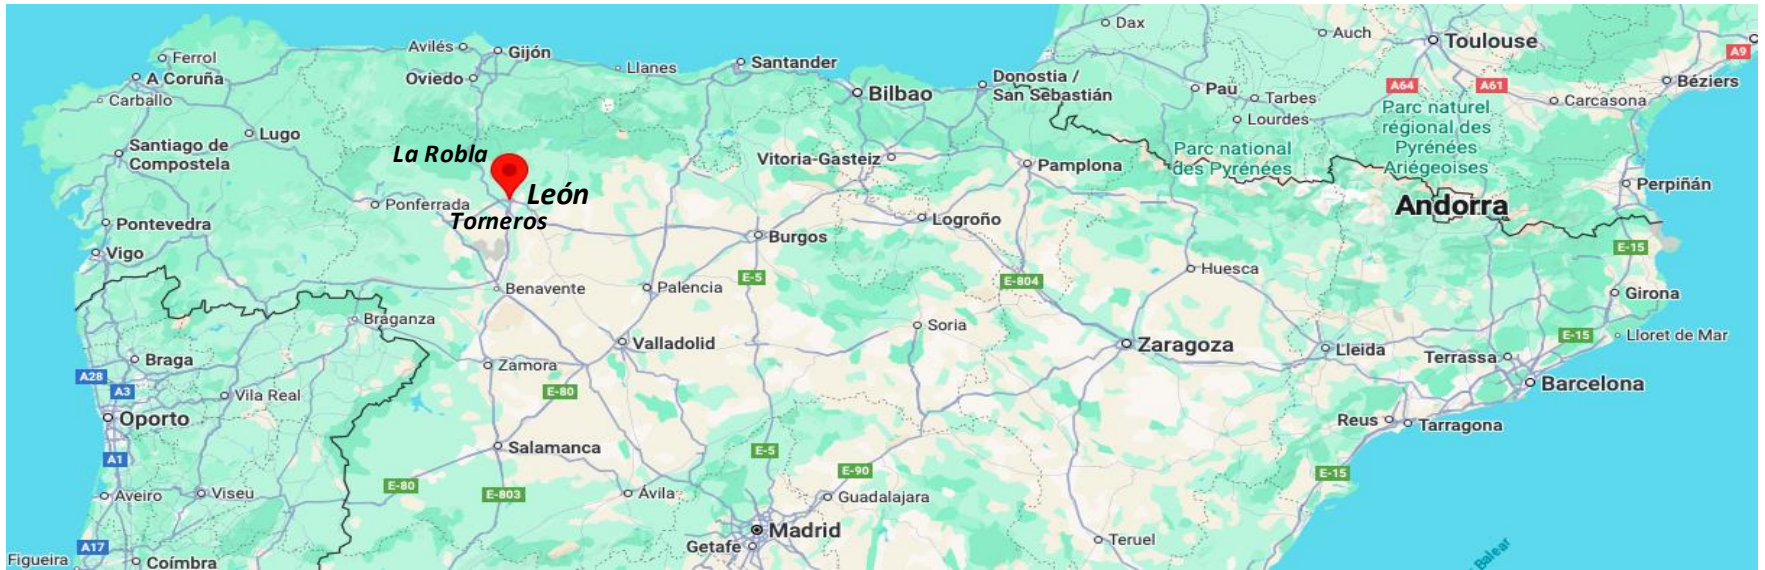 Dax
Auch
Toulouse
A9
Ferrol
Avilés
Gijón
Llanes
Santander
Oviedo
A Coruña
Carballo
Bilbao
Donostia /
San Sebastián
Pau
Tarbes
Lourdes
A64
A61
Béziers
Carcasona
Parc naturel
régional des
Pyrénées
Ariégeoises
Lugo
Santiago de
Compostela
La Robla
Vitoria-Gasteiz
Pamplona
Parc national
des Pyrénées
Perpiñán
Ponferrada
León
Torneros
Logroño
Andorra
Pontevedra
Vigo
Burgos
E-15
E-5
E-804
Huesca
Benavente
Palencia
Girona
Braganza
Soria
Valladolid
Zaragoza
Lleida
E-15
Lloret de Mar
Braga
Zamora
Terrassa
A28
A3
Vila Real
E-80
Barcelona
Oporto
Reus
Tarragona
A1
Salamanca
E-5
E-90
E-15
Aveiro
Viseu
E-80
E-803
Ávila
Guadalajara
Madrid
Getafe
Teruel
A17
Figueira
Coímbra
Balear